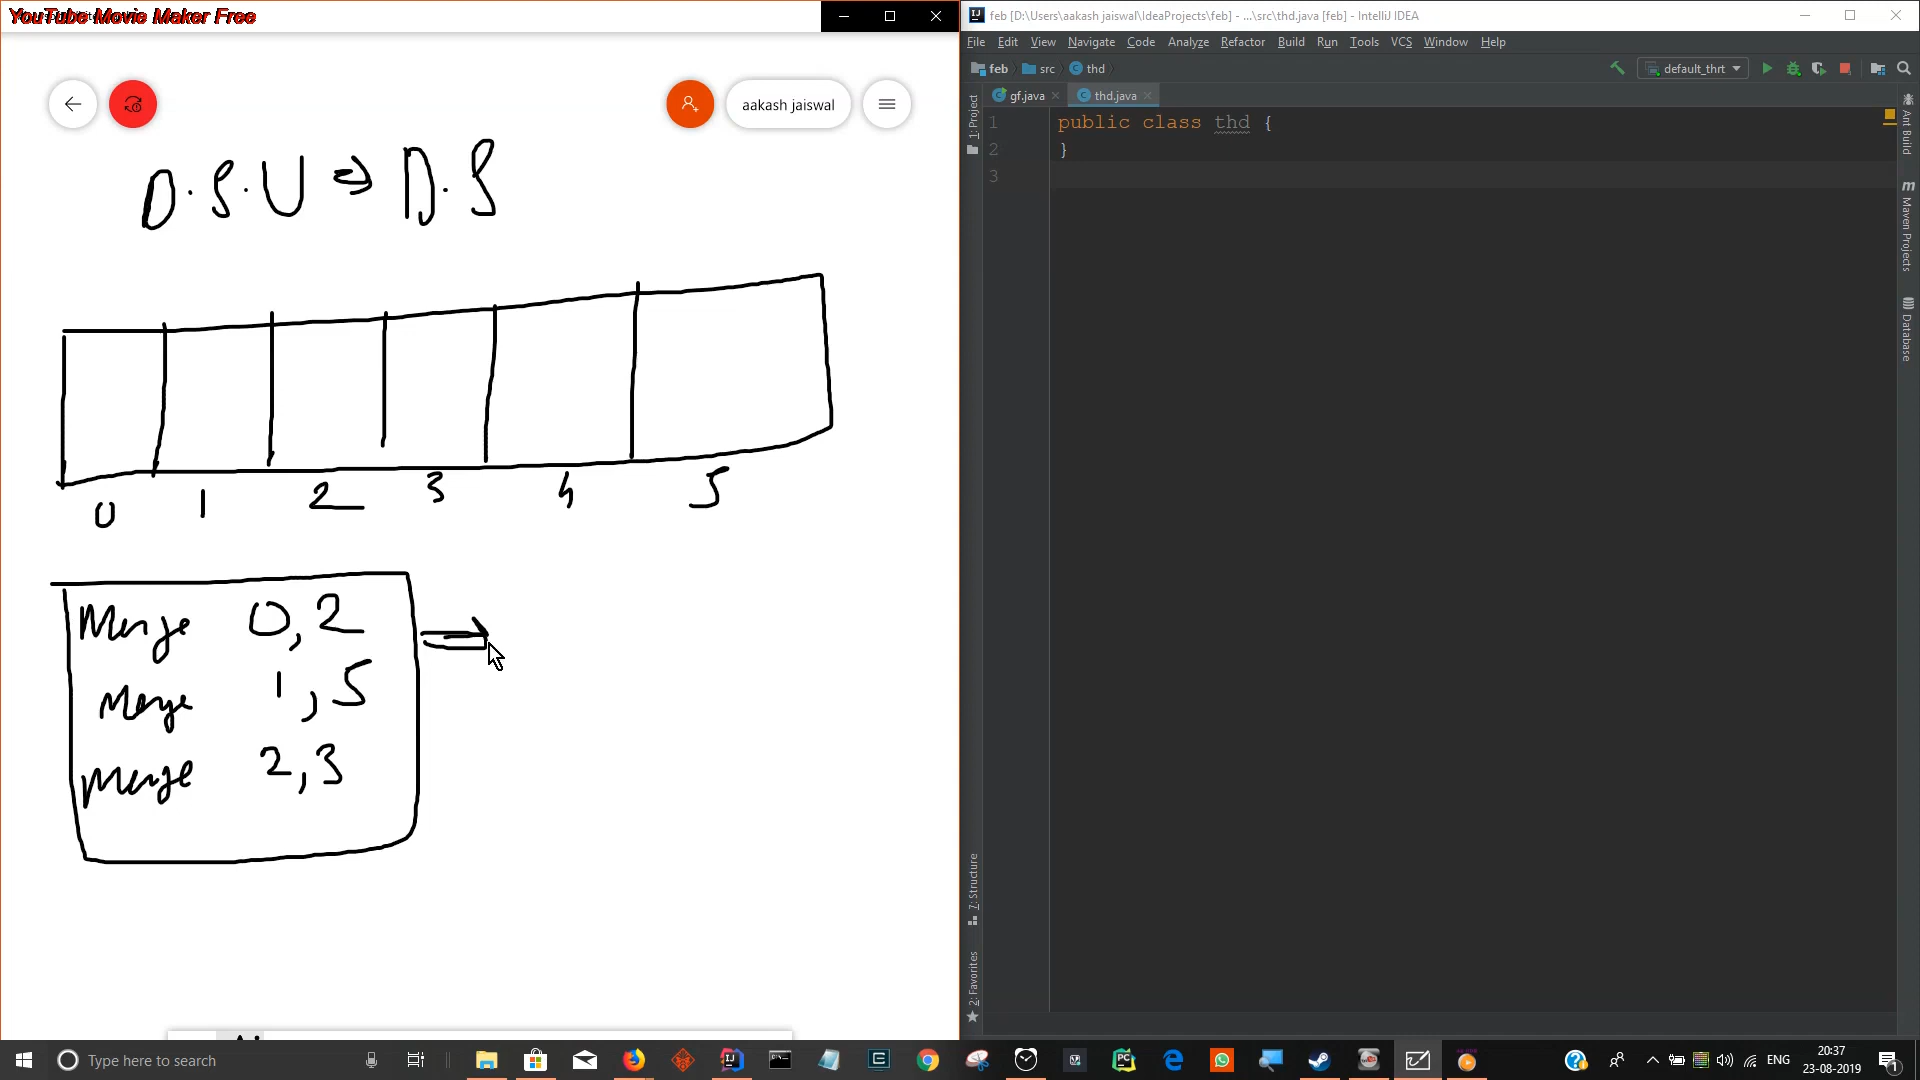 YouTube Movie Maker Free
aakash jaiswal
D.S.U ⇒ D.S
0 1 2 3 4 5
Merge 0,2
Merge 1,5
Merge 2,3
feb [D:\Users\aakash jaiswal\IdeaProjects\feb] - ...\src\thd.java [feb] - IntelliJ IDEA
File Edit View Navigate Code Analyze Refactor Build Run Tools VCS Window Help
feb src thd
default_thrt
gf.java thd.java
1 public class thd {
2 }
3
1: Project
7: Structure
2: Favorites
Ant Build
Maven Projects
Database
Type here to search
ENG
20:37
23-08-2019
1